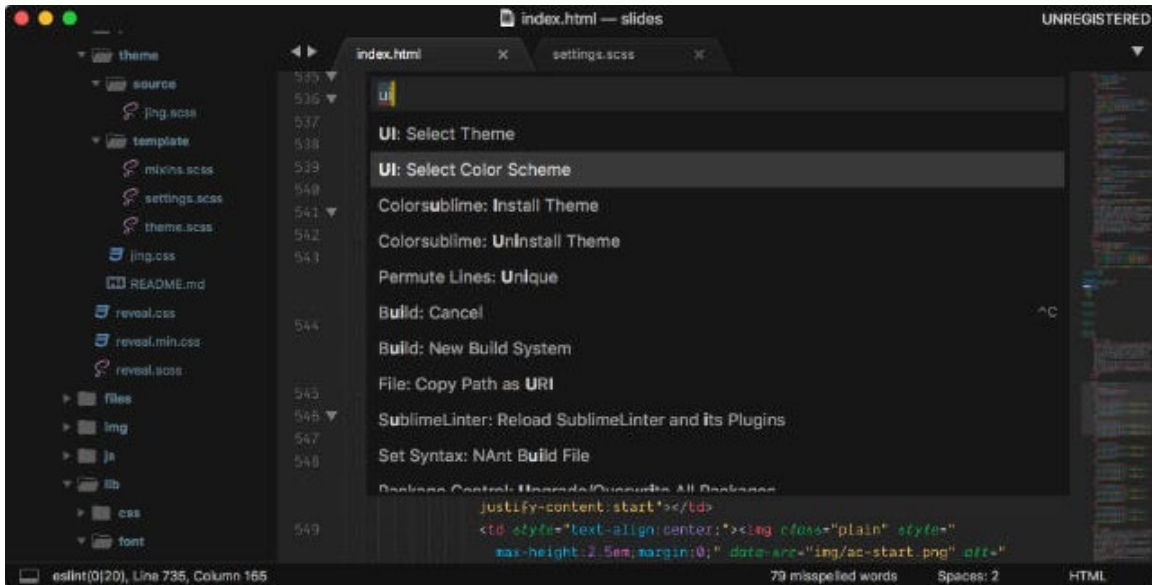 index.html — slides
UNREGISTERED
theme
source
jing.scss
template
mixins.scss
settings.scss
theme.scss
jing.css
README.md
reveal.css
reveal.min.css
reveal.scss
files
img
js
lib
css
font
index.html
settings.scss
ui
UI: Select Theme
UI: Select Color Scheme
Colorsublime: Install Theme
Colorsublime: UnInstall Theme
Permute Lines: Unique
Build: Cancel ^C
Build: New Build System
File: Copy Path as URI
SublimeLinter: Reload SublimeLinter and its Plugins
Set Syntax: NAnt Build File
Package Control: Upgrade/Overwrite All Packages
535
536
537
538
539
540
541
542
543
544
545
546
547
548
justify-content:start"></td>
549 <td style="text-align:center;"><img class="plain" style="
max-height:2.5em;margin:0;" data-src="img/ac-start.png" alt="
eslint(0|20), Line 735, Column 165
79 misspelled words
Spaces: 2
HTML